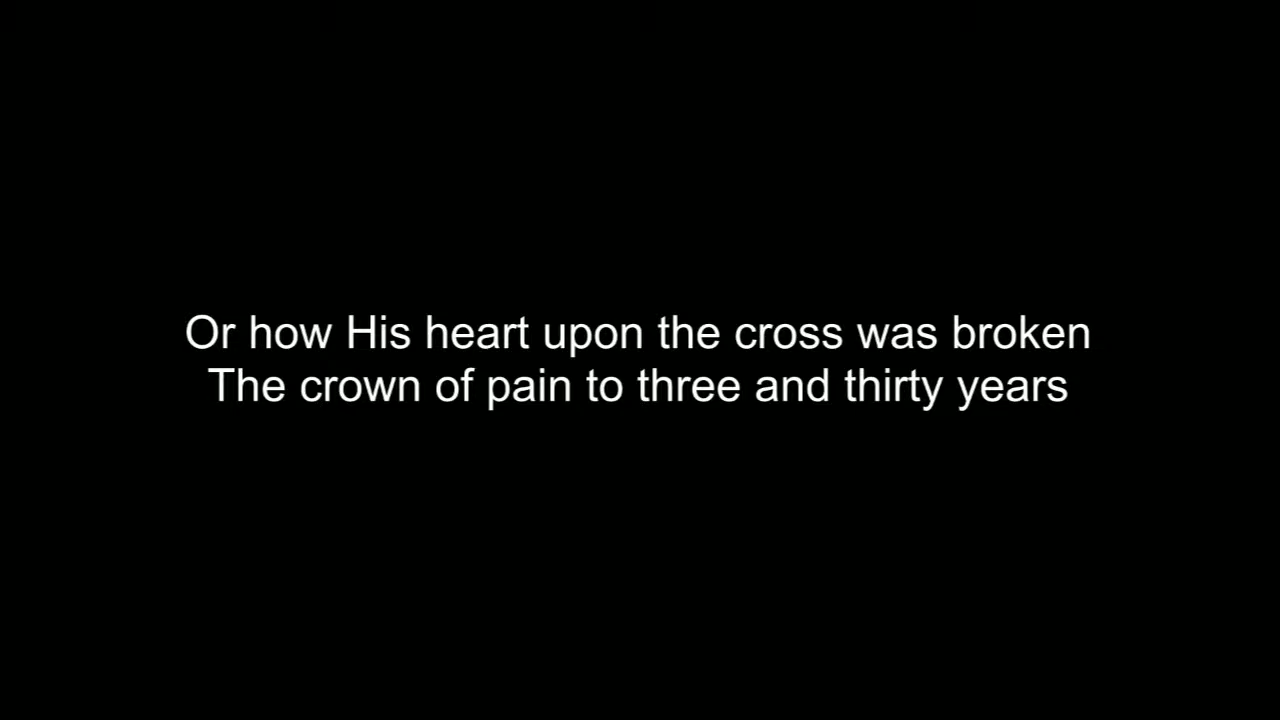 Or how His heart upon the cross was broken
The crown of pain to three and thirty years